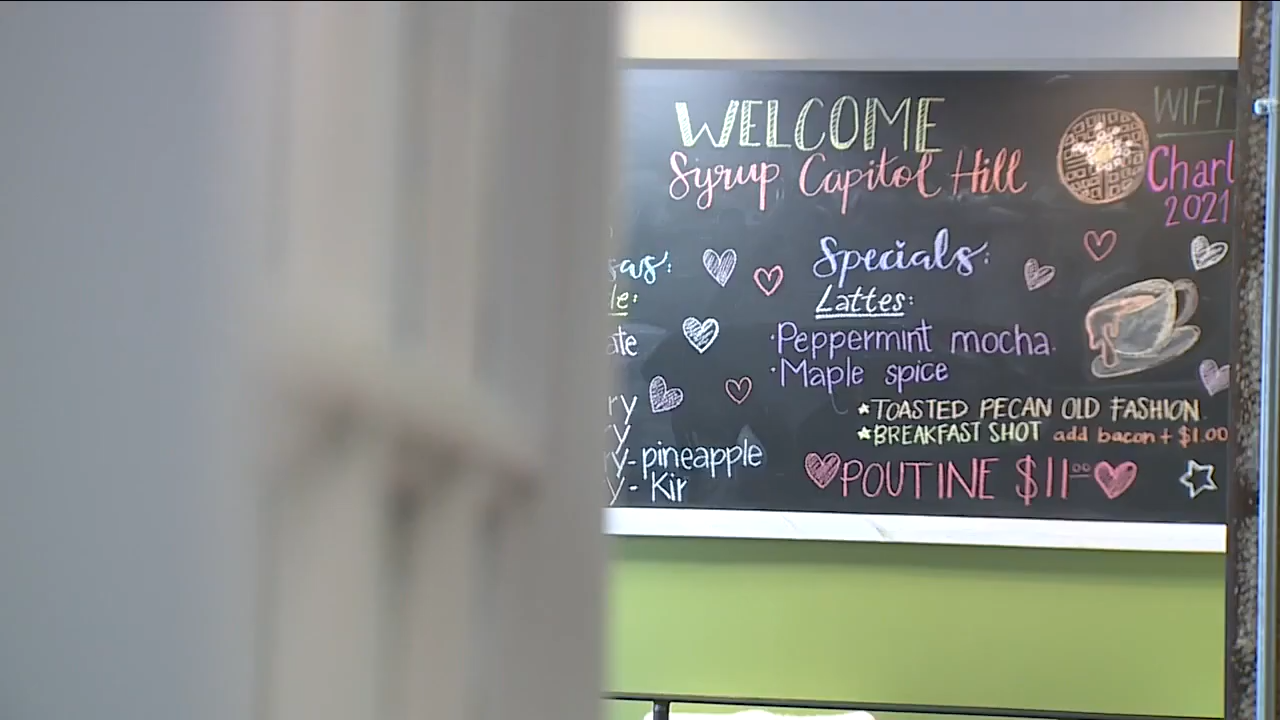 WELCOME
WIFI
Syrup Capitol Hill
Charl
2021
Specials:
Lattes:
·Peppermint mocha
·Maple spice
★TOASTED PECAN OLD FASHION
★BREAKFAST SHOT add bacon + $1.00
POUTINE $11.00
le:
ate
ry
y
y-pineapple
y - Kir